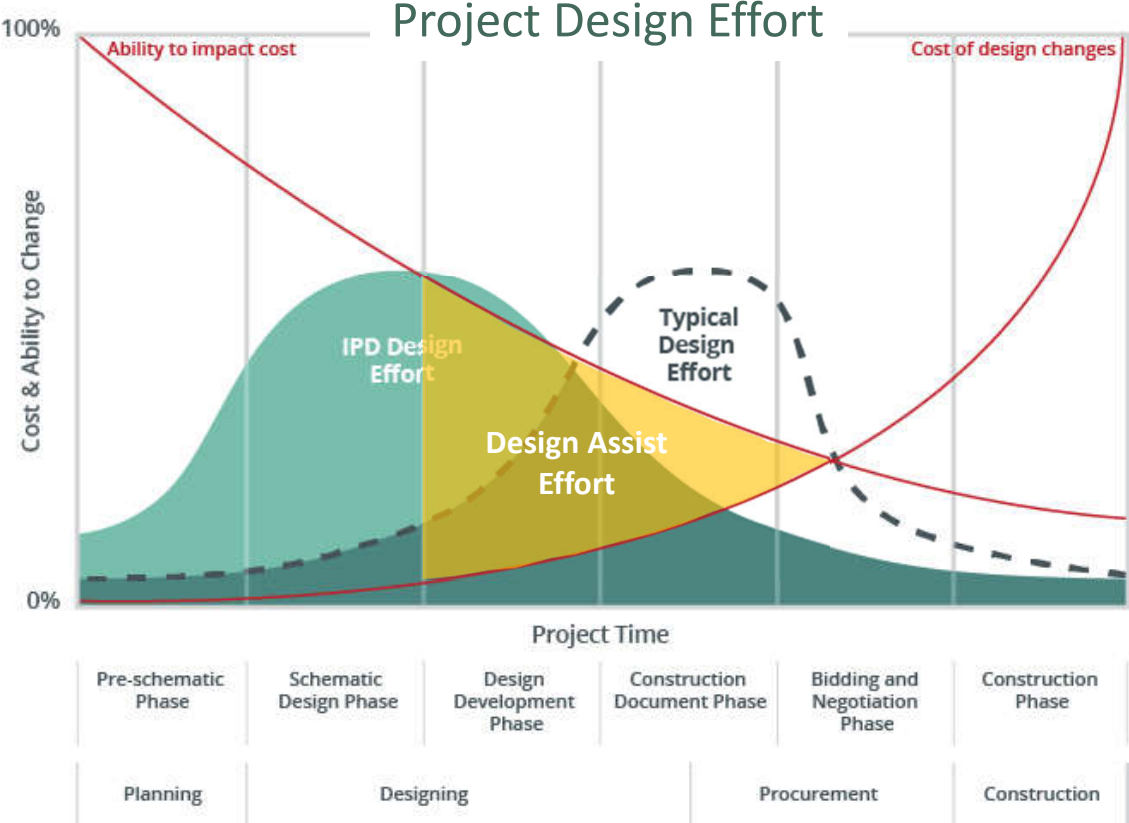 Project Design Effort
100%
Ability to impact cost
Cost of design changes
Cost & Ability to Change
IPD Design
Effort
Typical
Design
Effort
Design Assist
Effort
0%
Project Time
Pre-schematic
Phase
Schematic
Design Phase
Design
Development
Phase
Construction
Document Phase
Bidding and
Negotiation
Phase
Construction
Phase
Planning
Designing
Procurement
Construction